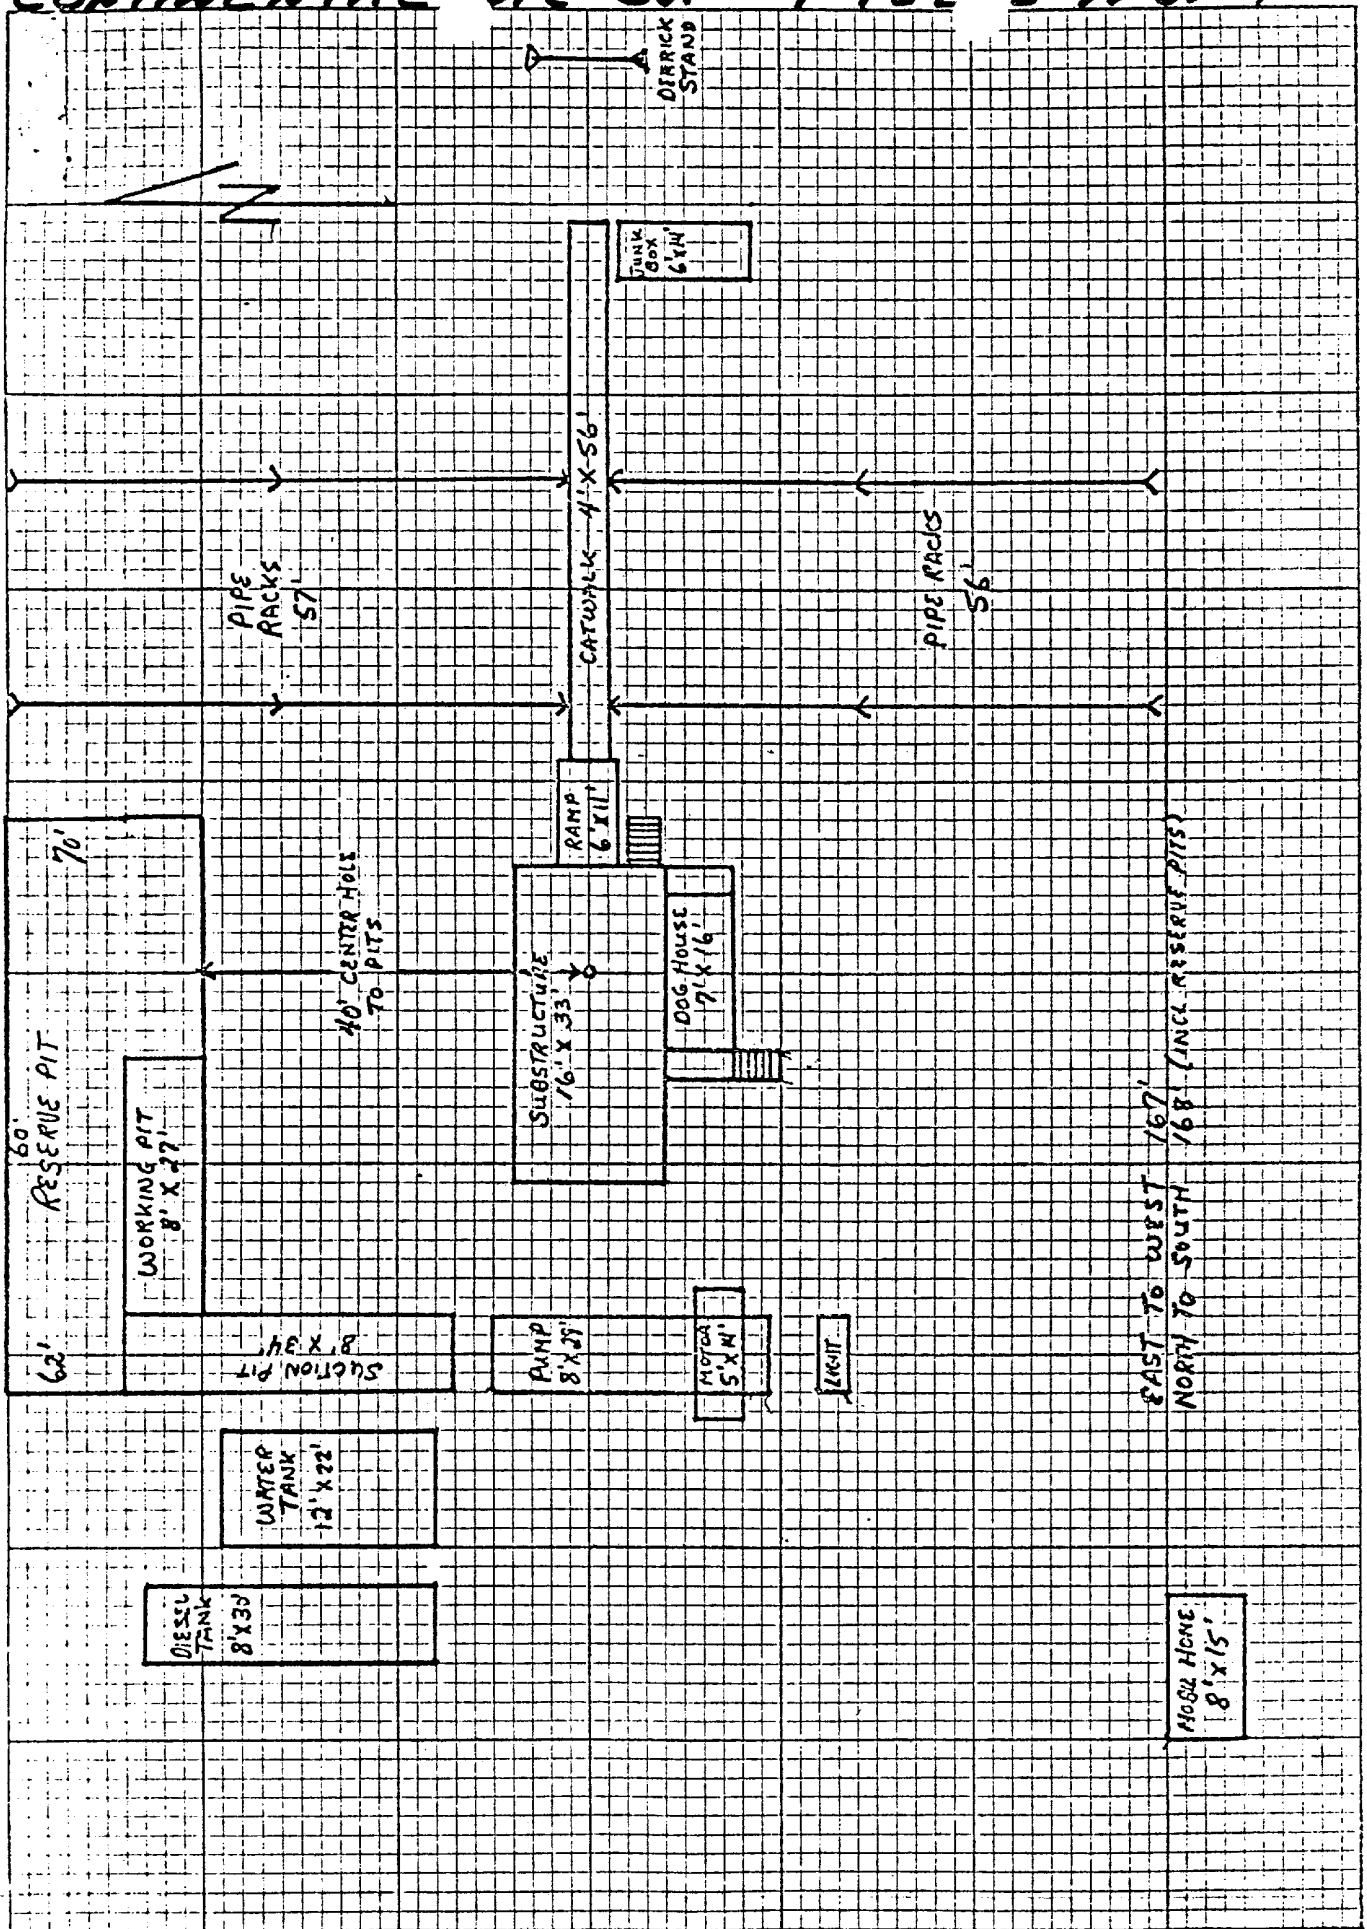 DERRICK
STAND
JUNK
BOX
6'X14'
CATWALK 4'X56'
PIPE
RACKS
57'
PIPE RACKS
56'
RAMP
6'X11'
70'
60'
RESERVE PIT
62'
40' CENTER HOLE
TO PITS
WORKING PIT
8' X 27'
SUBSTRUCTURE
16' X 33'
DOG HOUSE
7'X16'
SUCTION PIT
8' X 34'
PUMP
8'X29'
MOTOR
5'X14'
LIGHT
EAST TO WEST 167'
NORTH TO SOUTH 168' (INCL RESERVE PITS)
WATER
TANK
12'X22'
DIESEL
TANK
8'X30'
8'X15'